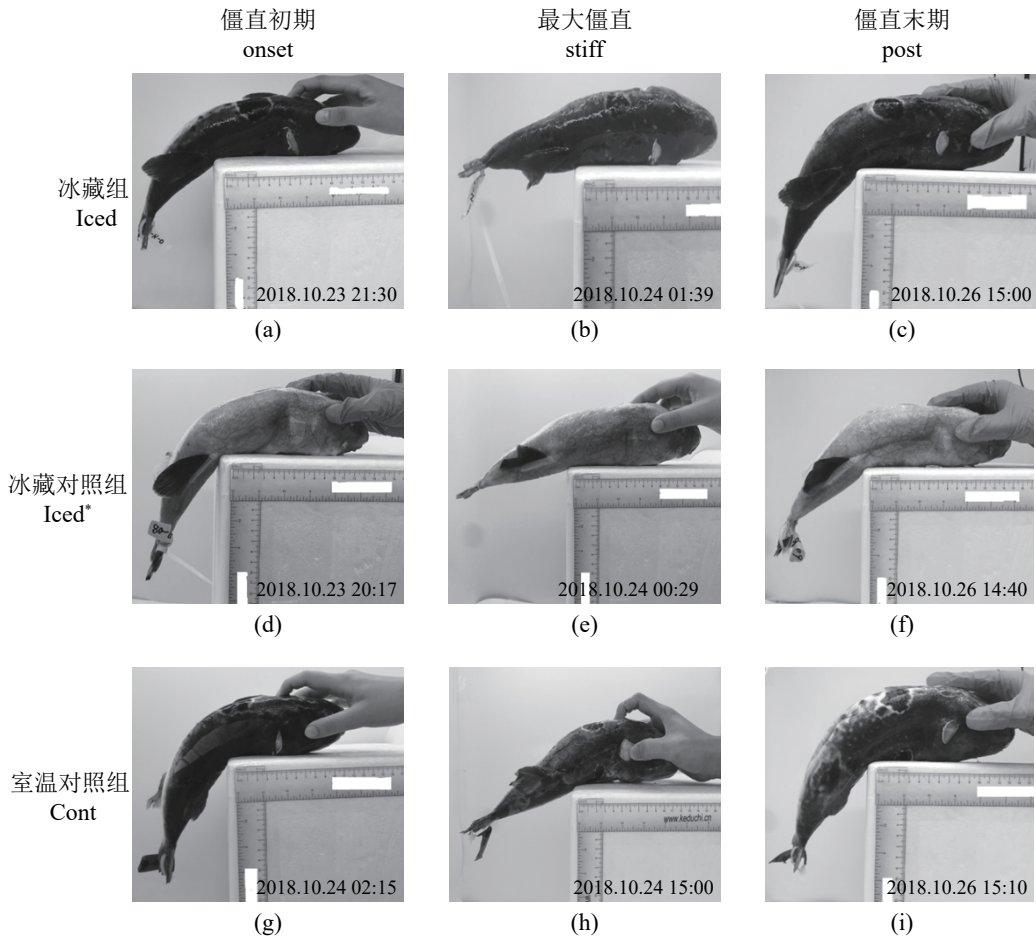 僵直初期
onset
最大僵直
stiff
僵直末期
post
冰藏组
Iced
2018.10.23 21:30
2018.10.24 01:39
2018.10.26 15:00
(a)
(b)
(c)
冰藏对照组
Iced*
80
2018.10.23 20:17
2018.10.24 00:29
2018.10.26 14:40
(d)
(e)
(f)
室温对照组
Cont
www.keduchi.cn
2018.10.24 02:15
2018.10.24 15:00
2018.10.26 15:10
(g)
(h)
(i)